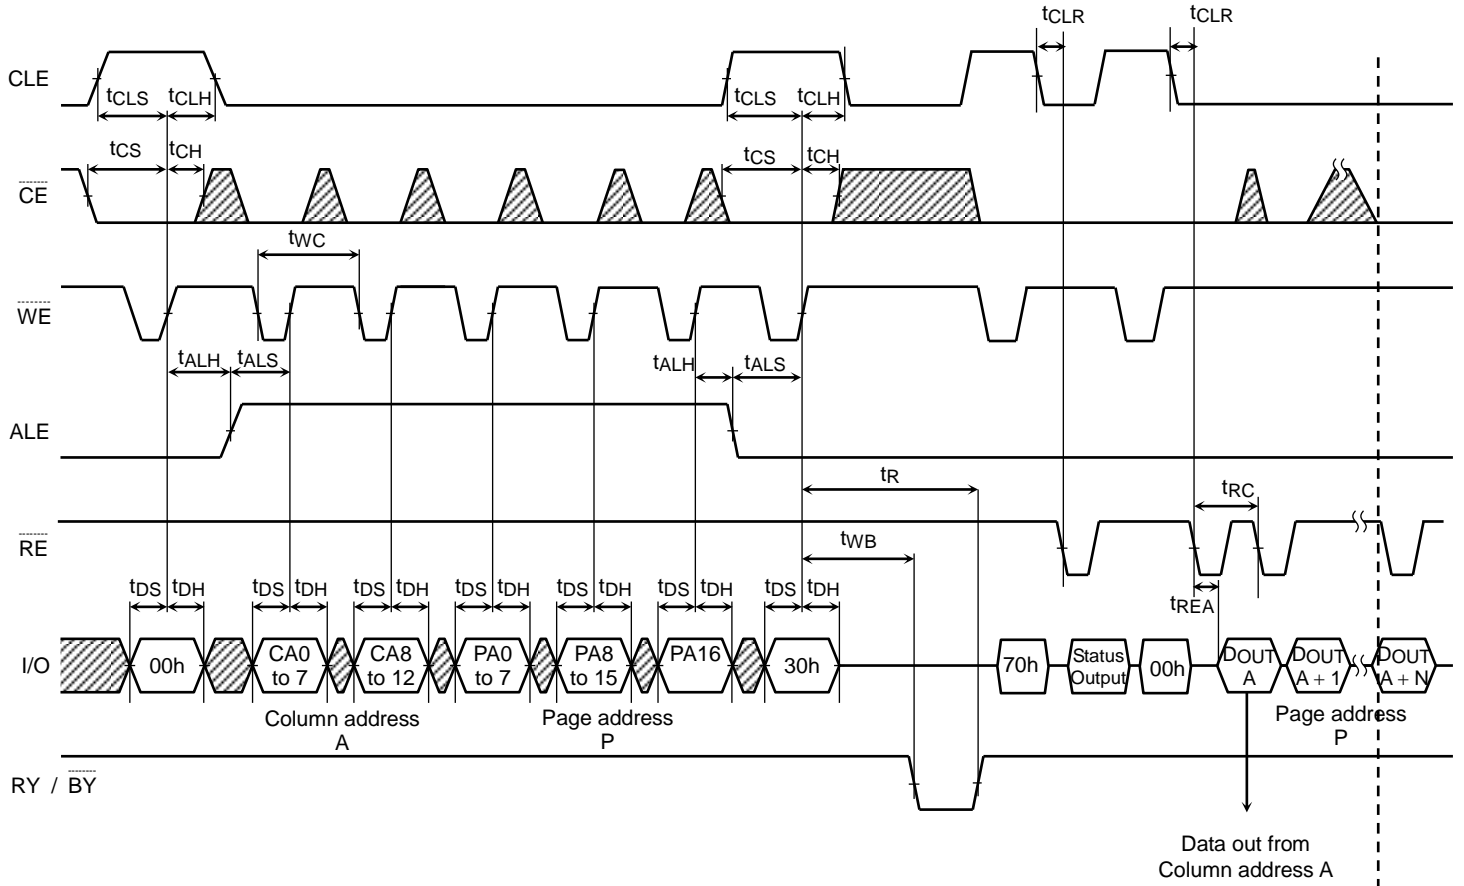 tCLR tCLR
CLE
tCLS tCLH tCLS tCLH
tCS tCH tCS tCH
CE
tWC
WE
tALH tALS tALH tALS
ALE
tR
tRC
RE
tWB
tDS tDH tDS tDH tDS tDH tDS tDH tDS tDH tDS tDH tDS tDH
tREA
I/O
00h
CA0
to 7
CA8
to 12
PA0
to 7
PA8
to 15
PA16
30h
70h
Status
Output
00h
DOUT
A
DOUT
A + 1
DOUT
A + N
Column address
A
Page address
P
Page address
P
RY / BY
Data out from
Column address A